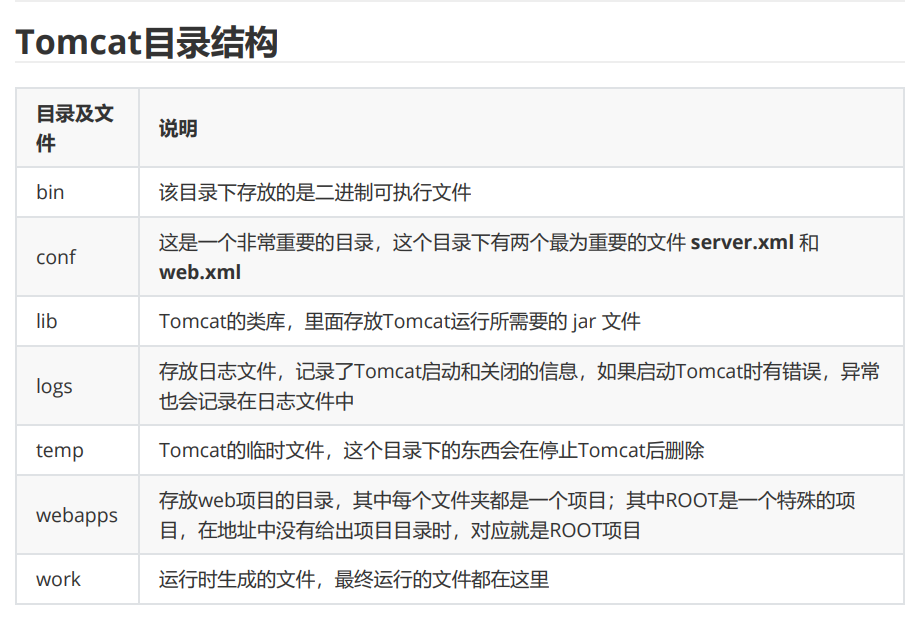 Tomcat目录结构
目录及文
件
说明
bin
该目录下存放的是二进制可执行文件
conf
这是一个非常重要的目录，这个目录下有两个最为重要的文件 server.xml 和
web.xml
lib
Tomcat的类库，里面存放Tomcat运行所需要的 jar 文件
logs
存放日志文件，记录了Tomcat启动和关闭的信息，如果启动Tomcat时有错误，异常
也会记录在日志文件中
temp
Tomcat的临时文件，这个目录下的东西会在停止Tomcat后删除
webapps
存放web项目的目录，其中每个文件夹都是一个项目；其中ROOT是一个特殊的项
目，在地址中没有给出项目目录时，对应就是ROOT项目
work
运行时生成的文件，最终运行的文件都在这里